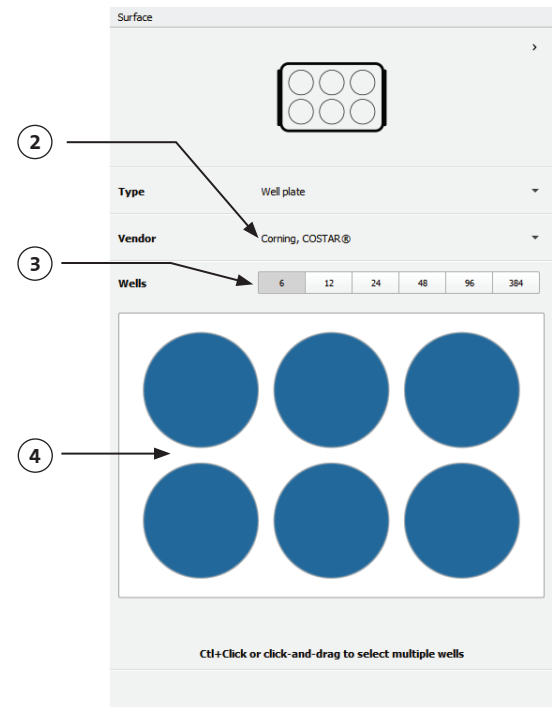 Surface
›
2
Type Well plate
Vendor Corning, COSTAR®
3
Wells 6 12 24 48 96 384
4
Ctl+Click or click-and-drag to select multiple wells